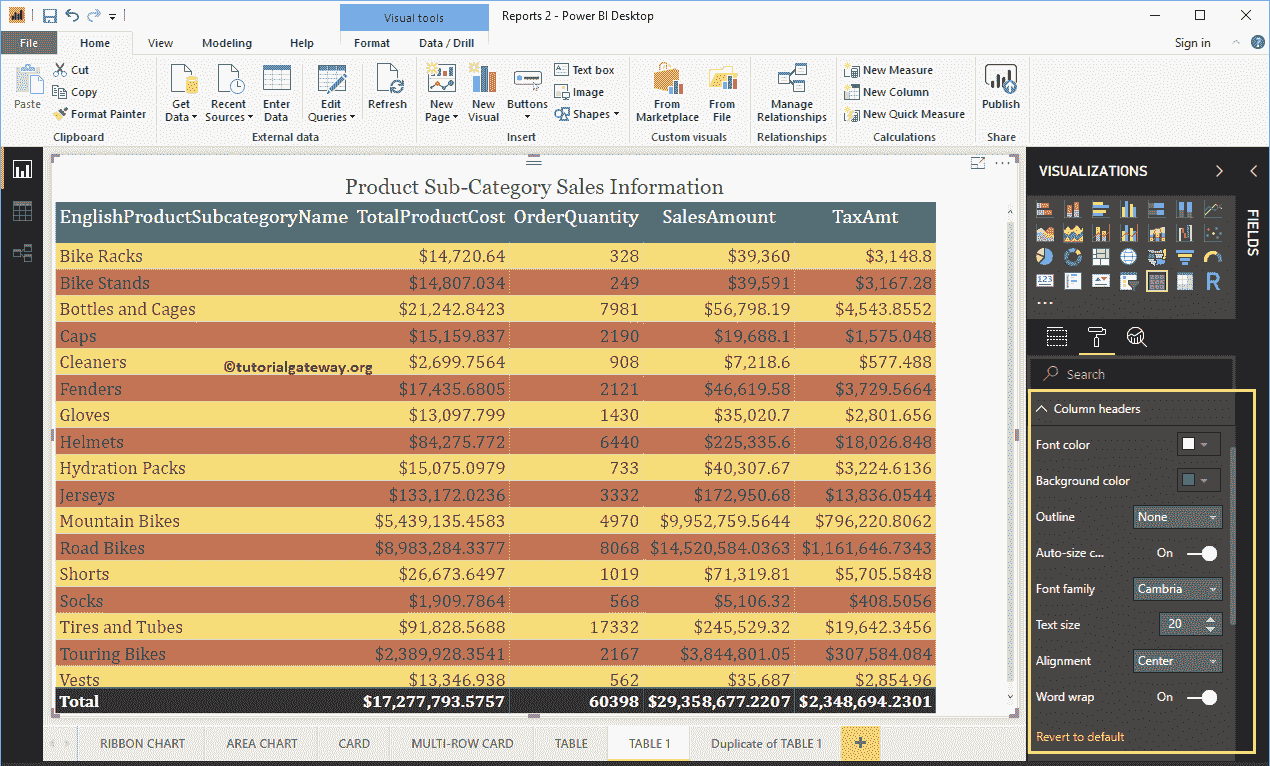 Visual tools
Reports 2 - Power BI Desktop
File
Home
View
Modeling
Help
Format
Data / Drill
Sign in
Paste
Cut
Copy
Format Painter
Clipboard
Get Data
Recent Sources
Enter Data
Edit Queries
External data
Refresh
New Page
New Visual
Buttons
Text box
Image
Shapes
Insert
From Marketplace
From File
Custom visuals
Manage Relationships
Relationships
New Measure
New Column
New Quick Measure
Calculations
Publish
Share
Product Sub-Category Sales Information
EnglishProductSubcategoryName TotalProductCost OrderQuantity SalesAmount TaxAmt
Bike Racks $14,720.64 328 $39,360 $3,148.8
Bike Stands $14,807.034 249 $39,591 $3,167.28
Bottles and Cages $21,242.8423 7981 $56,798.19 $4,543.8552
Caps $15,159.837 2190 $19,688.1 $1,575.048
Cleaners $2,699.7564 908 $7,218.6 $577.488
©tutorialgateway.org
Fenders $17,435.6805 2121 $46,619.58 $3,729.5664
Gloves $13,097.799 1430 $35,020.7 $2,801.656
Helmets $84,275.772 6440 $225,335.6 $18,026.848
Hydration Packs $15,075.0979 733 $40,307.67 $3,224.6136
Jerseys $133,172.0236 3332 $172,950.68 $13,836.0544
Mountain Bikes $5,439,135.4583 4970 $9,952,759.5644 $796,220.8062
Road Bikes $8,983,284.3377 8068 $14,520,584.0363 $1,161,646.7343
Shorts $26,673.6497 1019 $71,319.81 $5,705.5848
Socks $1,909.7864 568 $5,106.32 $408.5056
Tires and Tubes $91,828.5688 17332 $245,529.32 $19,642.3456
Touring Bikes $2,389,928.3541 2167 $3,844,801.05 $307,584.084
Vests $13,346.938 562 $35,687 $2,854.96
Total $17,277,793.5757 60398 $29,358,677.2207 $2,348,694.2301
RIBBON CHART
AREA CHART
CARD
MULTI-ROW CARD
TABLE
TABLE 1
Duplicate of TABLE 1
+
VISUALIZATIONS
FIELDS
123
R
Search
Column headers
Font color
Background color
Outline None
Auto-size c... On
Font family Cambria
Text size 20
Alignment Center
Word wrap On
Revert to default